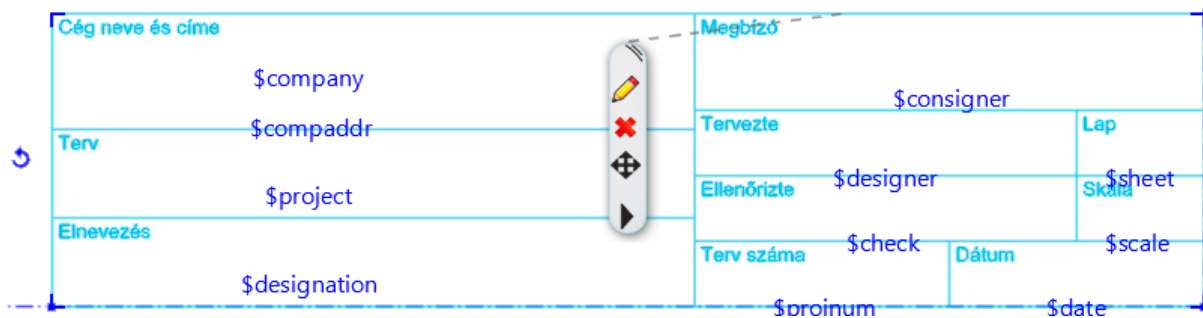 Cég neve és címe
$company
$compaddr
Terv
$project
Elnevezés
$designation
Megbízó
$consigner
Tervezte
$designer
Lap
$sheet
Ellenőrizte
$check
Skála
$scale
Terv száma
$projnum
Dátum
$date